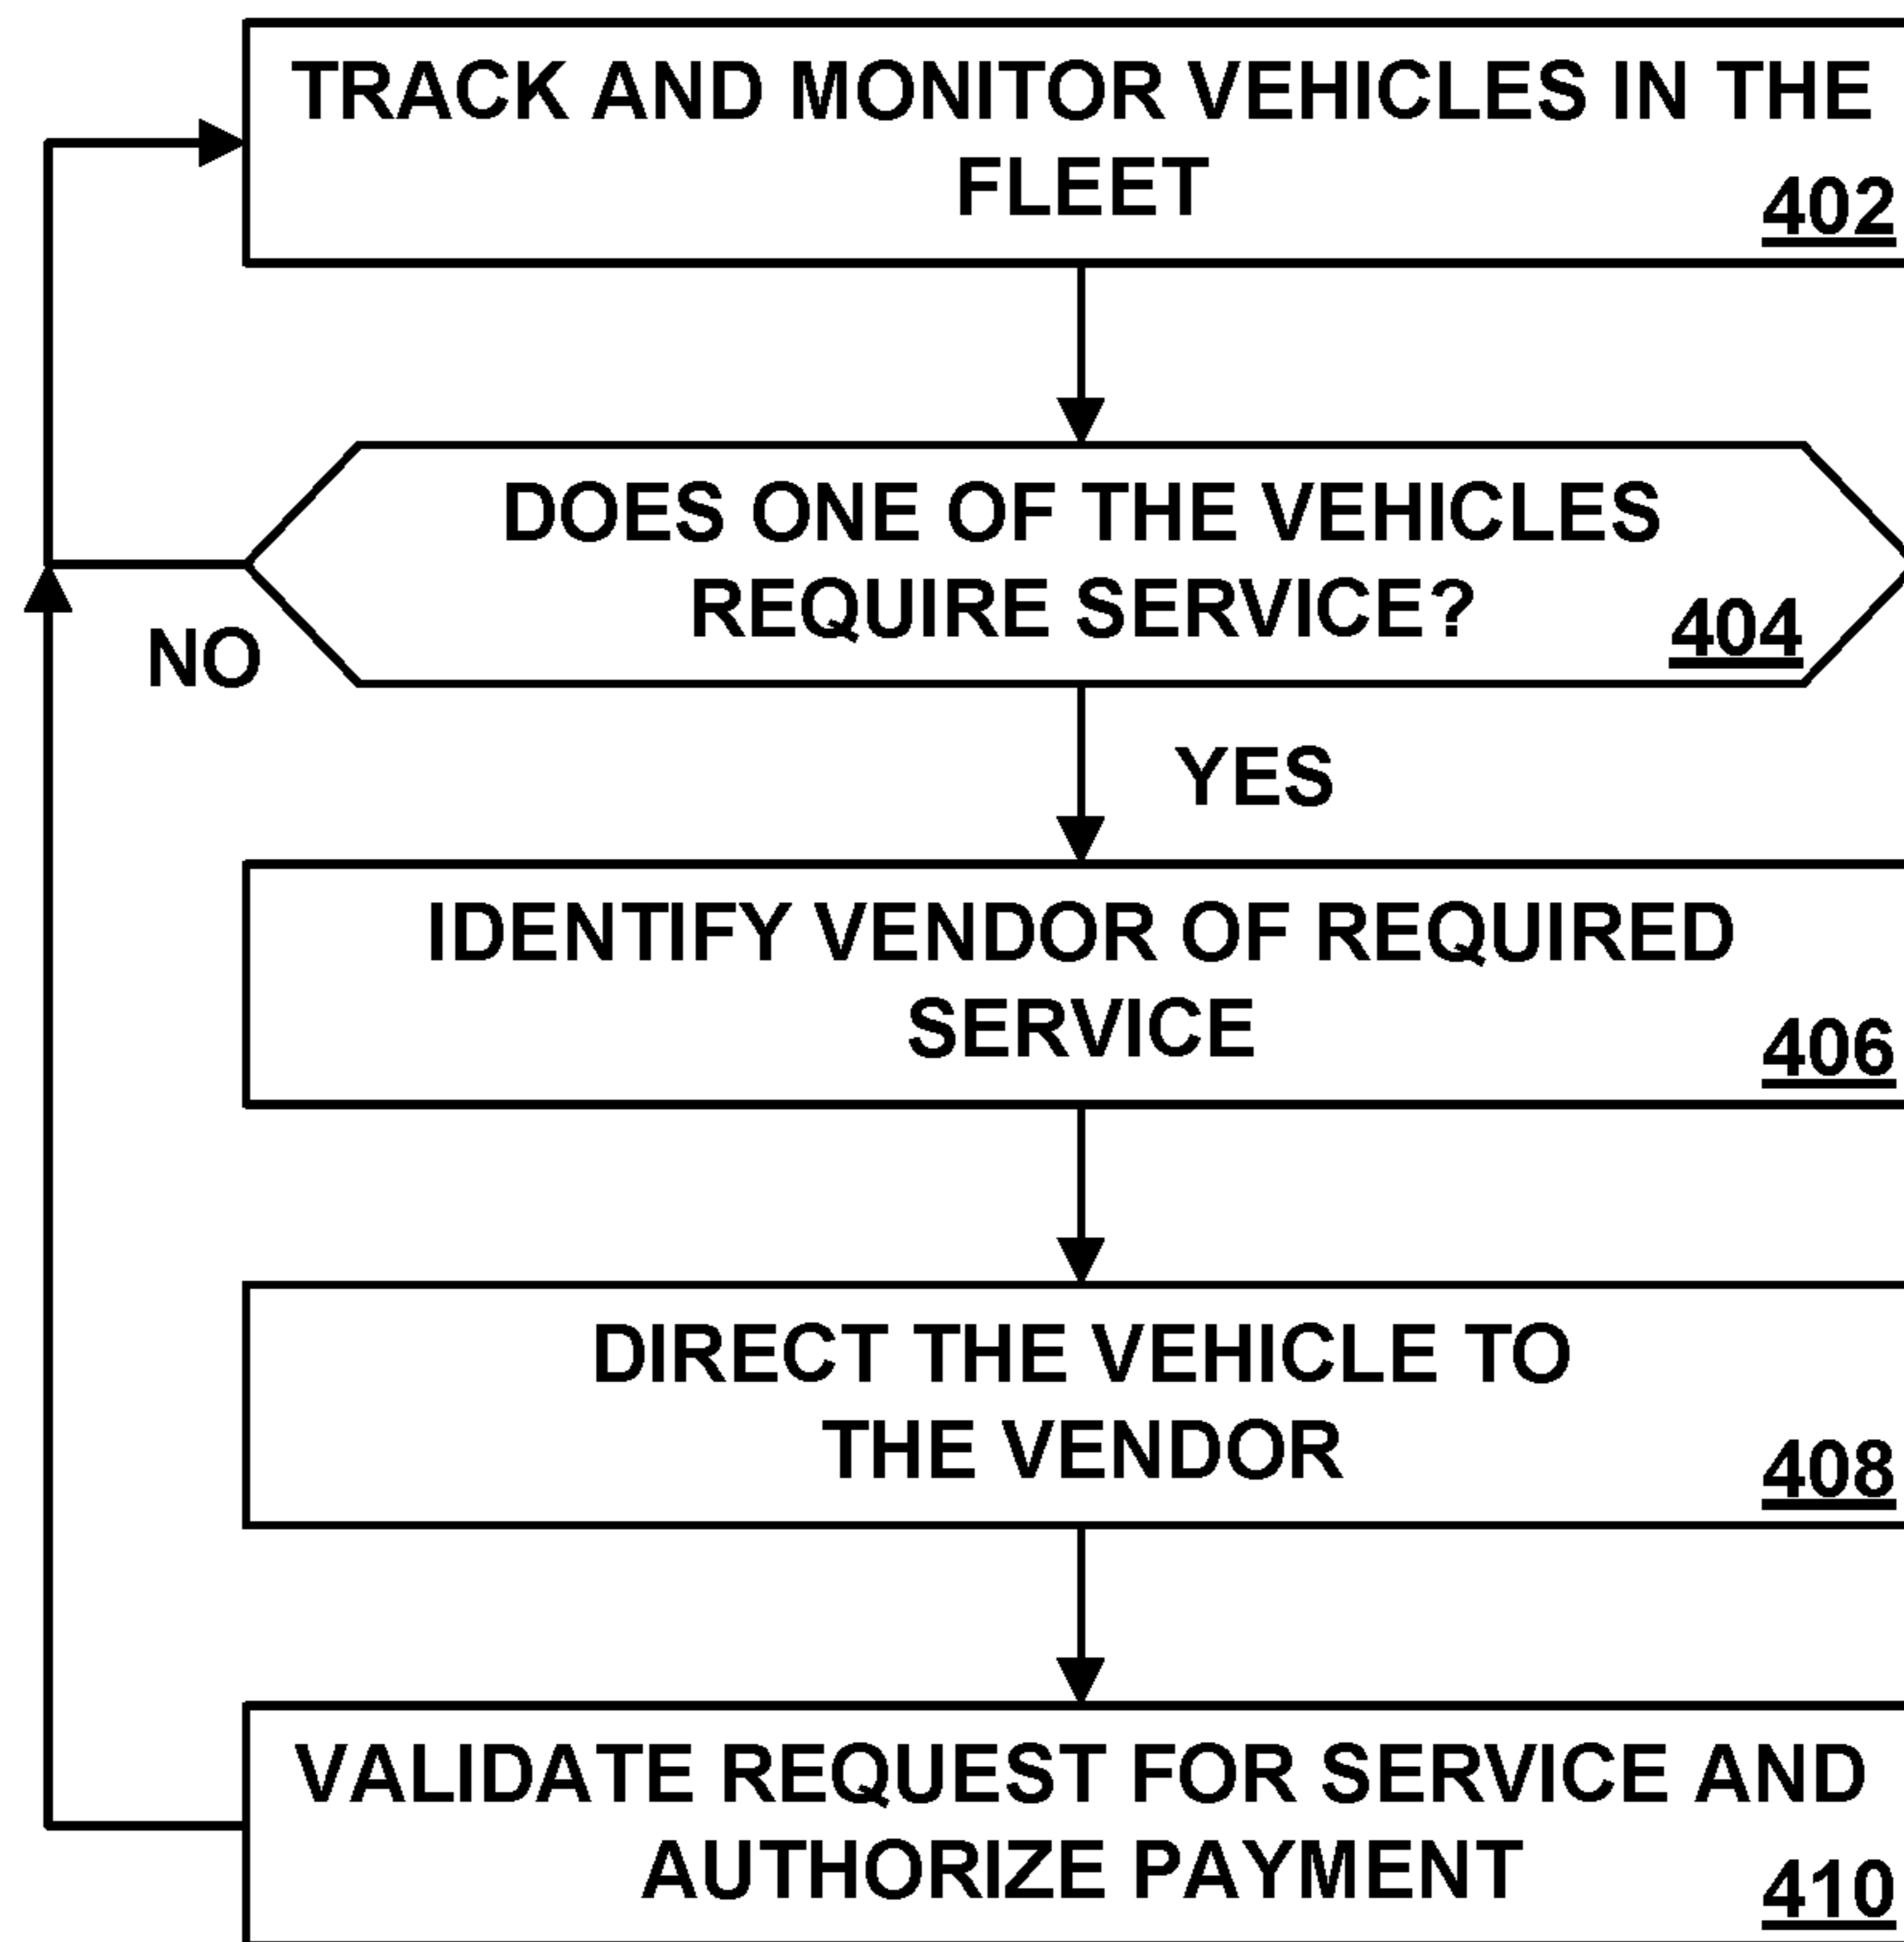 TRACK AND MONITOR VEHICLES IN THE
FLEET
402
DOES ONE OF THE VEHICLES
REQUIRE SERVICE?
404
NO
YES
IDENTIFY VENDOR OF REQUIRED
SERVICE
406
DIRECT THE VEHICLE TO
THE VENDOR
408
VALIDATE REQUEST FOR SERVICE AND
AUTHORIZE PAYMENT
410